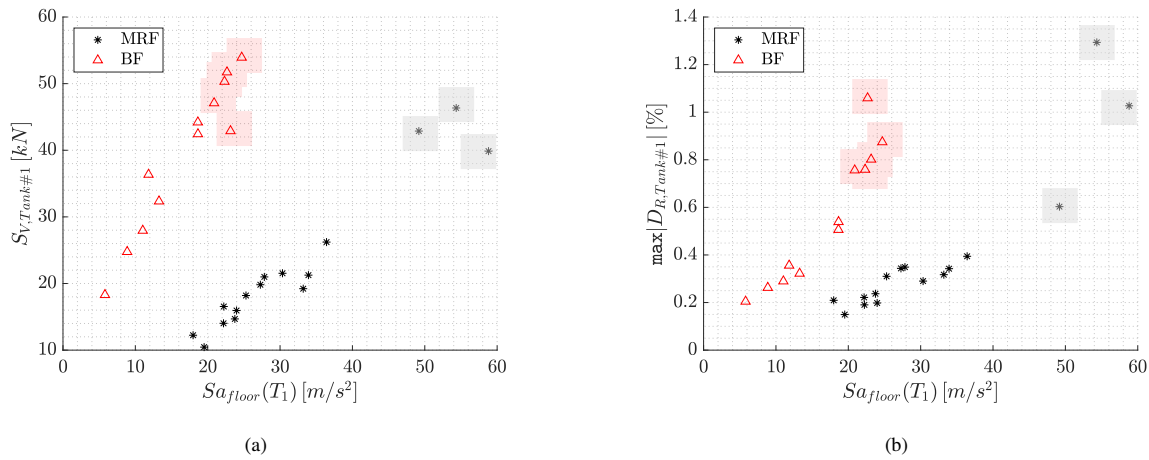 60
50
40
30
20
10
0 10 20 30 40 50 60
S_{V,Tank#1} [kN]
Sa_{floor}(T_1) [m/s^2]
MRF
BF
(a)
1.4
1.2
1
0.8
0.6
0.4
0.2
0
0 10 20 30 40 50 60
max|D_{R,Tank#1}| [%]
Sa_{floor}(T_1) [m/s^2]
MRF
BF
(b)